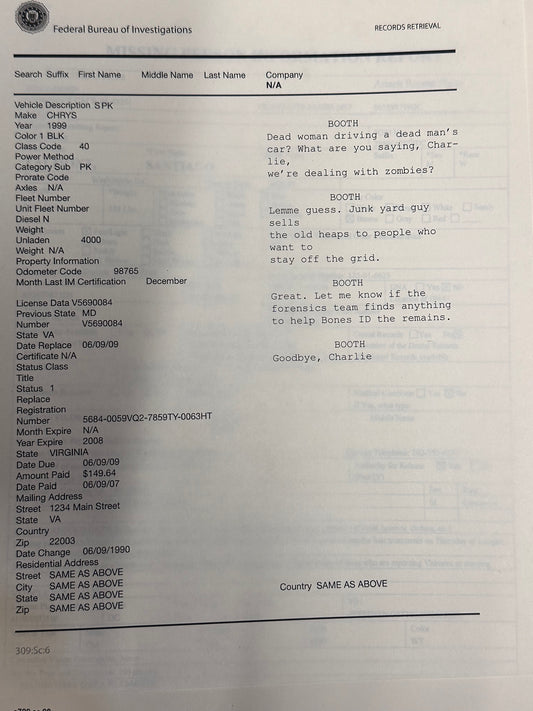 Federal Bureau of Investigations
RECORDS RETRIEVAL
Search Suffix First Name Middle Name Last Name Company
N/A
Vehicle Description SPK
Make CHRYS
Year 1999
Color 1 BLK
Class Code 40
Power Method
Category Sub PK
Prorate Code
Axles N/A
Fleet Number
Unit Fleet Number
Diesel N
Weight
Unladen 4000
Weight N/A
Property Information
Odometer Code 98765
Month Last IM Certification December
License Data V5690084
Previous State MD
Number V5690084
State VA
Date Replace 06/09/09
Certificate N/A
Status Class
Title
Status 1
Replace
Registration
Number 5684-0059VQ2-7859TY-0063HT
Month Expire N/A
Year Expire 2008
State VIRGINIA
Date Due 06/09/09
Amount Paid $149.64
Date Paid 06/09/07
Mailing Address
Street 1234 Main Street
State VA
Country
Zip 22003
Date Change 06/09/1990
Residential Address
Street SAME AS ABOVE
City SAME AS ABOVE
State SAME AS ABOVE
Zip SAME AS ABOVE
Country SAME AS ABOVE
BOOTH
Dead woman driving a dead man's
car? What are you saying, Char-
lie,
we're dealing with zombies?
BOOTH
Lemme guess. Junk yard guy
sells
the old heaps to people who
want to
stay off the grid.
BOOTH
Great. Let me know if the
forensics team finds anything
to help Bones ID the remains.
BOOTH
Goodbye, Charlie
309:Sc:6